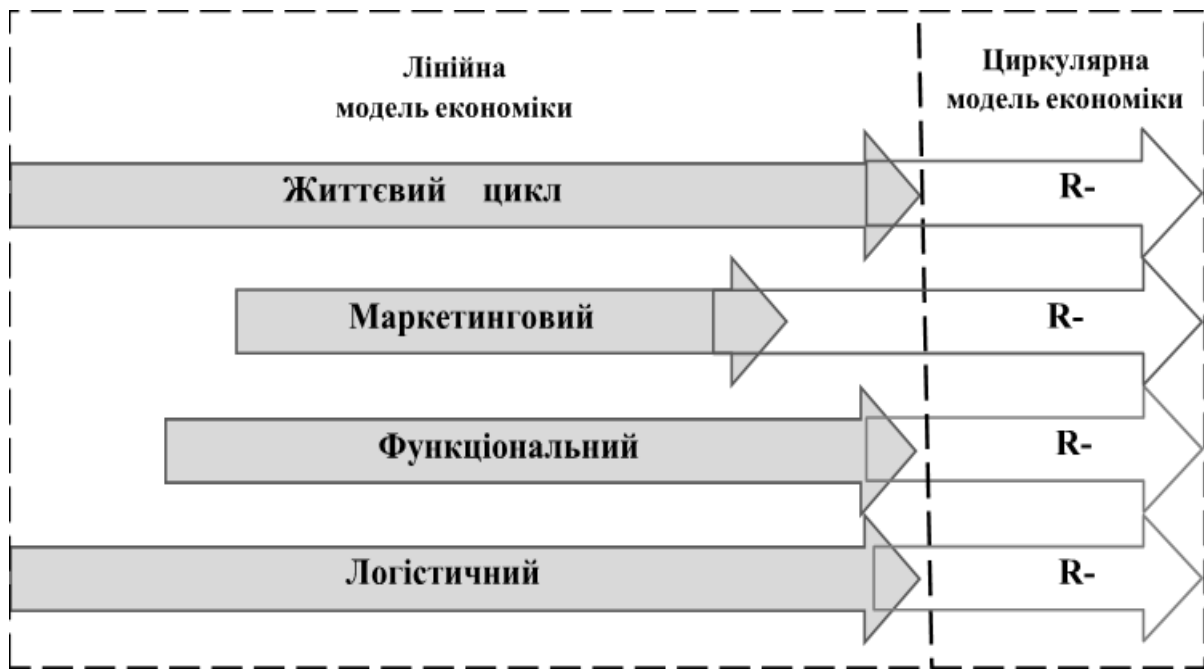 Лінійна
модель економіки
Циркулярна
модель економіки
Життєвий цикл
R-
Маркетинговий
R-
Функціональний
R-
Логістичний
R-